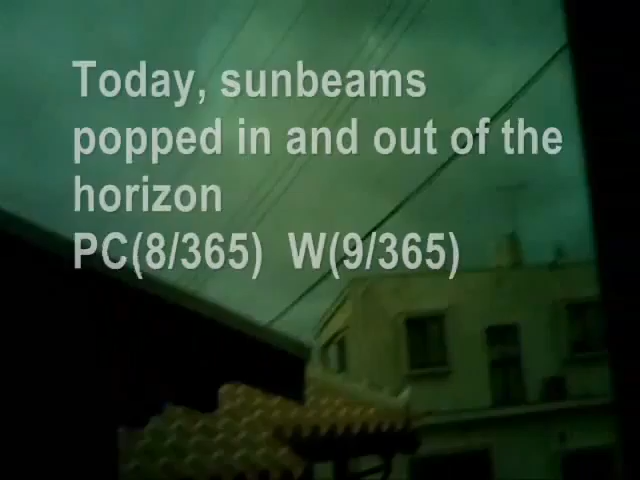 Today, sunbeams
popped in and out of the
horizon
PC(8/365)  W(9/365)